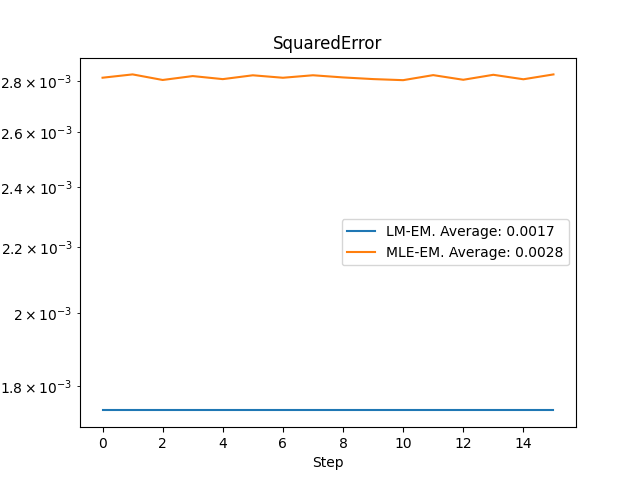 SquaredError
2.8 × 10⁻³
2.6 × 10⁻³
2.4 × 10⁻³
2.2 × 10⁻³
2 × 10⁻³
1.8 × 10⁻³
LM-EM. Average: 0.0017
MLE-EM. Average: 0.0028
0 2 4 6 8 10 12 14
Step